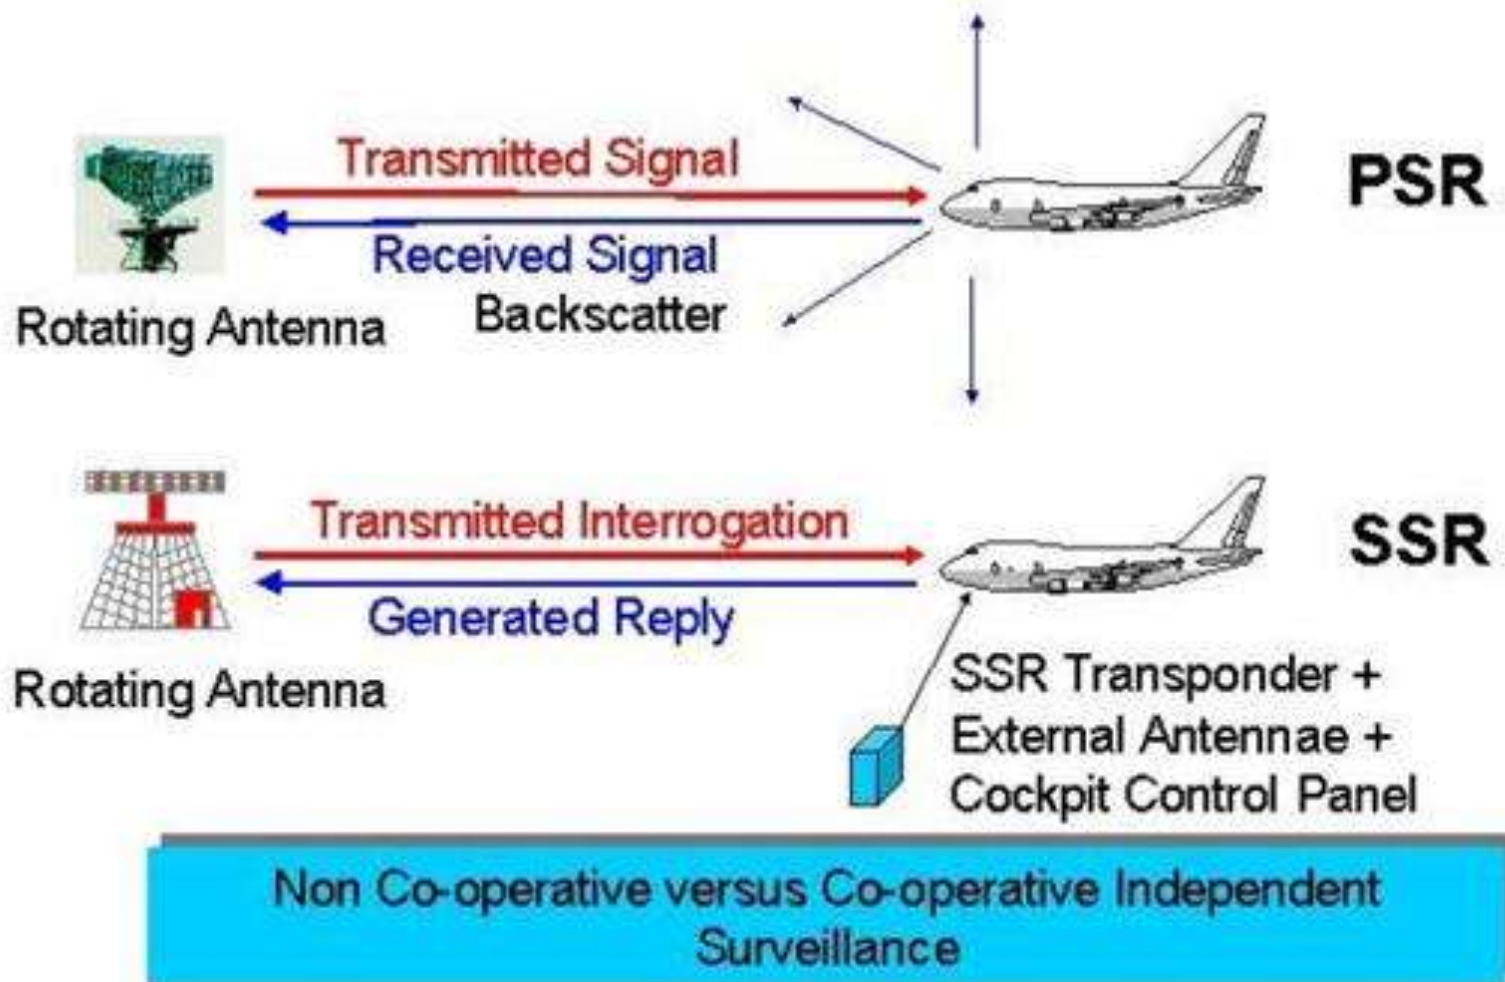 Transmitted Signal
PSR
Received Signal
Backscatter
Rotating Antenna
Transmitted Interrogation
SSR
Generated Reply
Rotating Antenna
SSR Transponder +
External Antennae +
Cockpit Control Panel
Non Co-operative versus Co-operative Independent
Surveillance